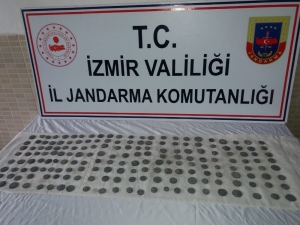 T.C.
İZMİR VALİLİĞİ
İL JANDARMA KOMUTANLIĞI